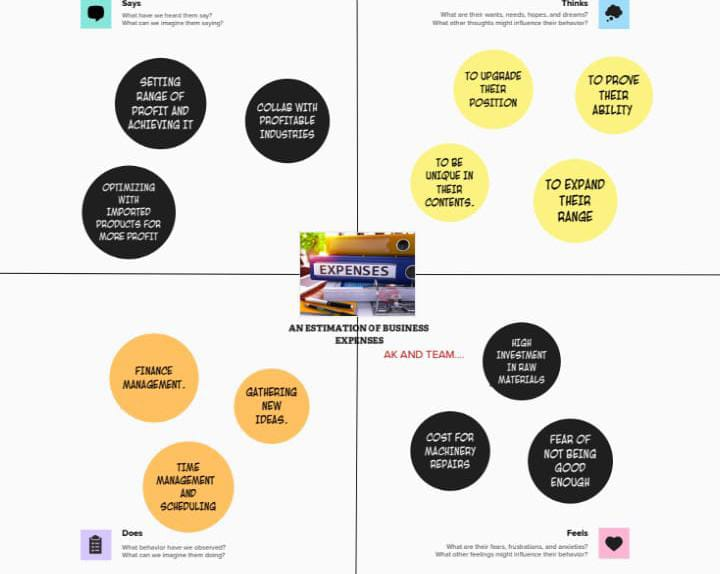 Says
What have we heard them say?
What can we imagine them saying?
SETTING
RANGE OF
PROFIT AND
ACHIEVING IT
COLLAB WITH
PROFITABLE
INDUSTRIES
OPTIMIZING
WITH
IMPORTED
PRODUCTS FOR
MORE PROFIT
Thinks
What are their wants, needs, hopes, and dreams?
What other thoughts might influence their behavior?
TO UPGRADE
THEIR
POSITION
TO PROVE
THEIR
ABILITY
TO BE
UNIQUE IN
THEIR
CONTENTS.
TO EXPAND
THEIR
RANGE
EXPENSES
AN ESTIMATION OF BUSINESS
EXPENSES
AK AND TEAM....
FINANCE
MANAGEMENT.
GATHERING
NEW
IDEAS.
TIME
MANAGEMENT
AND
SCHEDULING
Does
What behavior have we observed?
What can we imagine them doing?
HIGH
INVESTMENT
IN RAW
MATERIALS
COST FOR
MACHINERY
REPAIRS
FEAR OF
NOT BEING
GOOD
ENOUGH
Feels
What are their fears, frustrations, and anxieties?
What other feelings might influence their behavior?